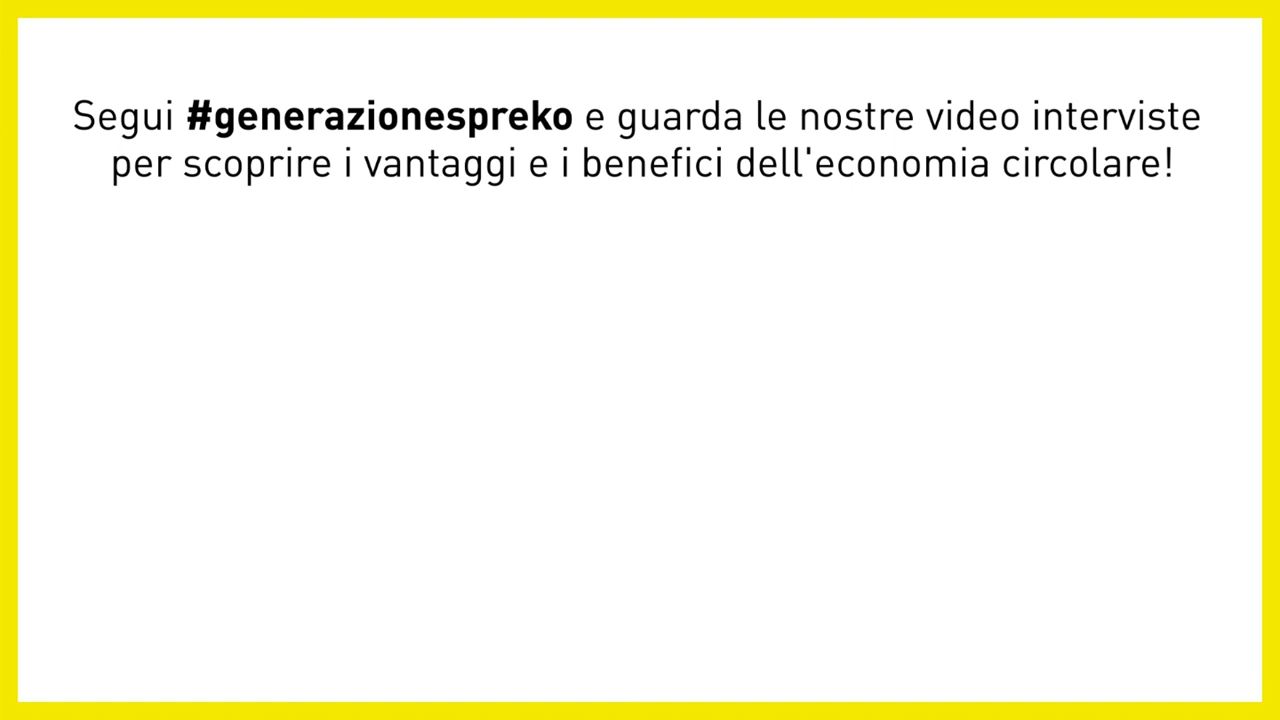 Segui #generazionespreko e guarda le nostre video interviste
per scoprire i vantaggi e i benefici dell'economia circolare!